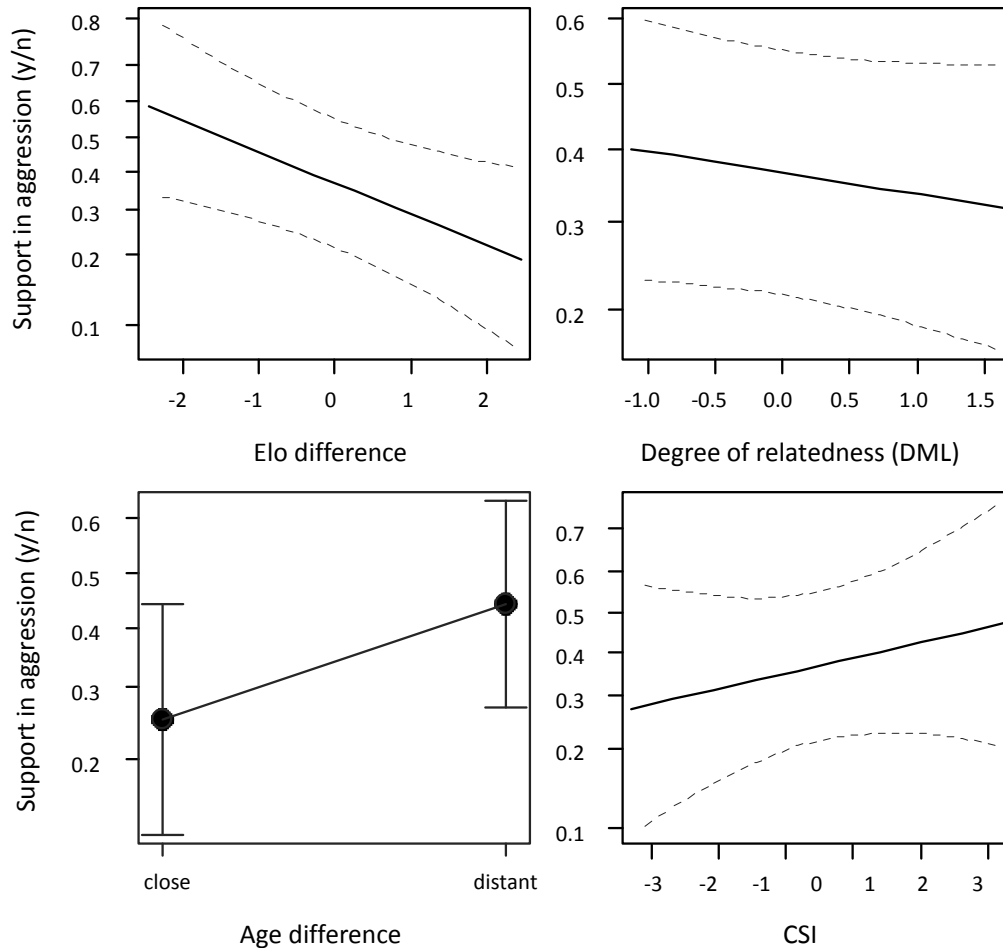 Support in aggression (y/n)
0.8
0.7
0.6
0.5
0.4
0.3
0.2
0.1
-2 -1 0 1 2
Elo difference
0.6
0.5
0.4
0.3
0.2
-1.0 -0.5 0.0 0.5 1.0 1.5
Degree of relatedness (DML)
Support in aggression (y/n)
0.6
0.5
0.4
0.3
0.2
close distant
Age difference
0.7
0.6
0.5
0.4
0.3
0.2
0.1
-3 -2 -1 0 1 2 3
CSI